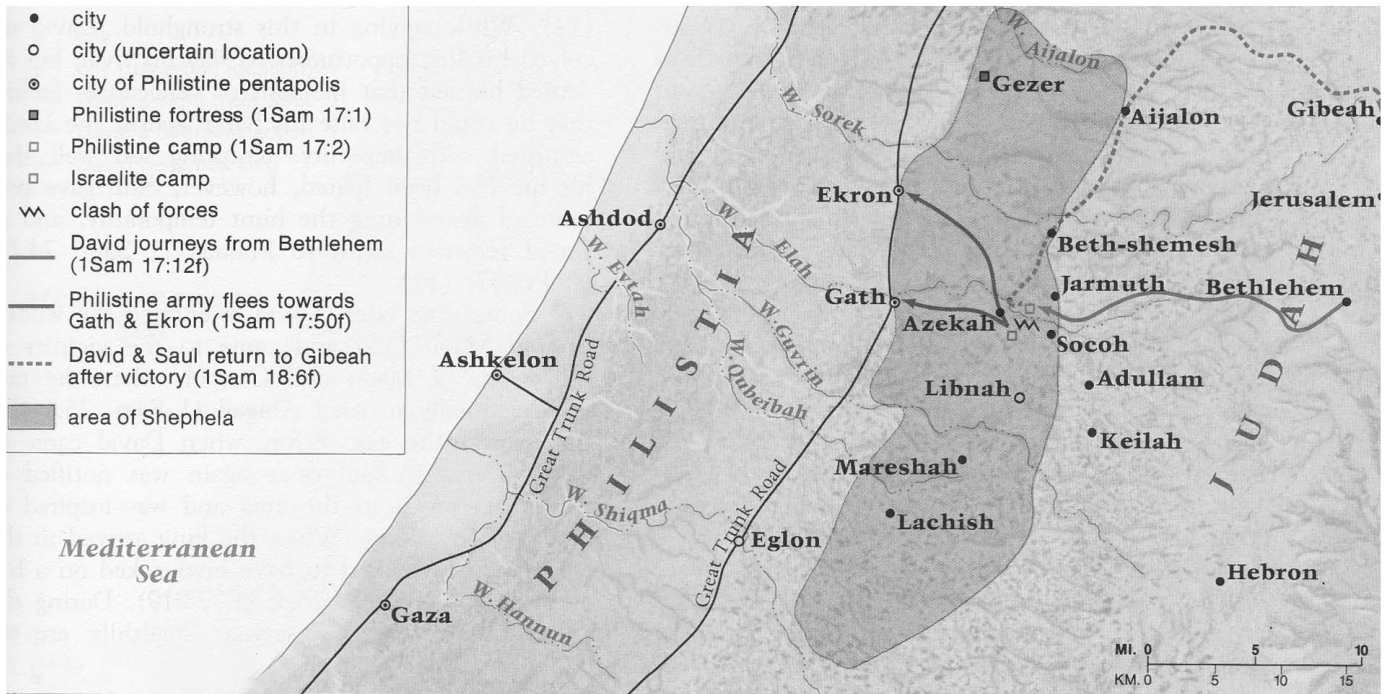 city
city (uncertain location)
city of Philistine pentapolis
Philistine fortress (1Sam 17:1)
Philistine camp (1Sam 17:2)
Israelite camp
clash of forces
David journeys from Bethlehem
(1Sam 17:12f)
Philistine army flees towards
Gath & Ekron (1Sam 17:50f)
David & Saul return to Gibeah
after victory (1Sam 18:6f)
area of Shephela
W. Aijalon
Gezer
Aijalon
Gibeah
W. Sorek
Ekron
Jerusalem
Ashdod
W. Elah
Beth-shemesh
W. Evtah
Gath
Jarmuth
Bethlehem
Azekah
W. Guvrin
Socoh
Ashkelon
W. Qubeibah
Libnah
Adullam
Great Trunk Road
Keilah
Mareshah
PHILISTIA
JUDAH
W. Shiqma
Lachish
Great Trunk Road
Eglon
Mediterranean
Sea
Hebron
Gaza
W. Hannun
MI. 0 5 10
KM. 0 5 10 15